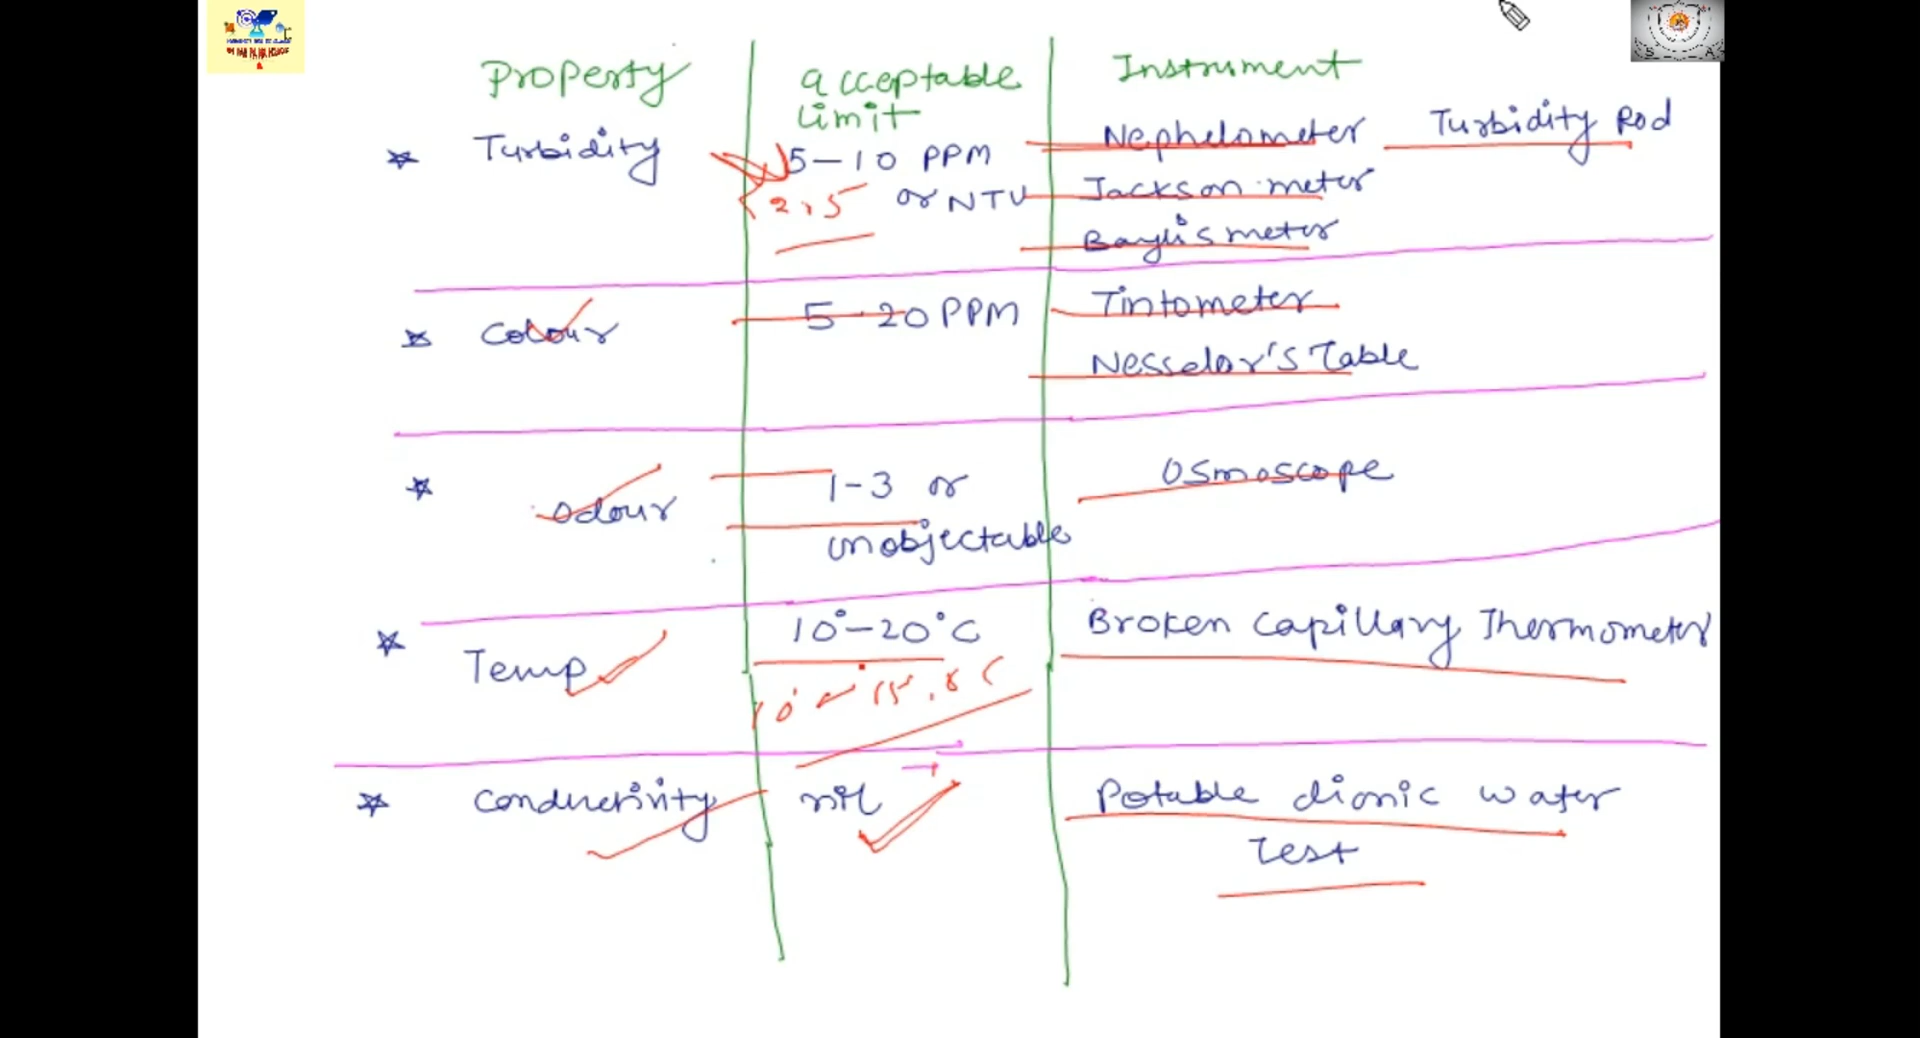 Property acceptable limit Instrument
Turbidity 5-10 PPM or NTU Nephelometer Turbidity Rod
2.5 Jackson meter
Baylis meter
Colour 5-20 PPM Tintometer
Nesselor's Table
Odour 1-3 or unobjectable Osmoscope
Temp 10°-20°C Broken Capillary Thermometer
Conductivity nil Potable dionic water
Test
S A